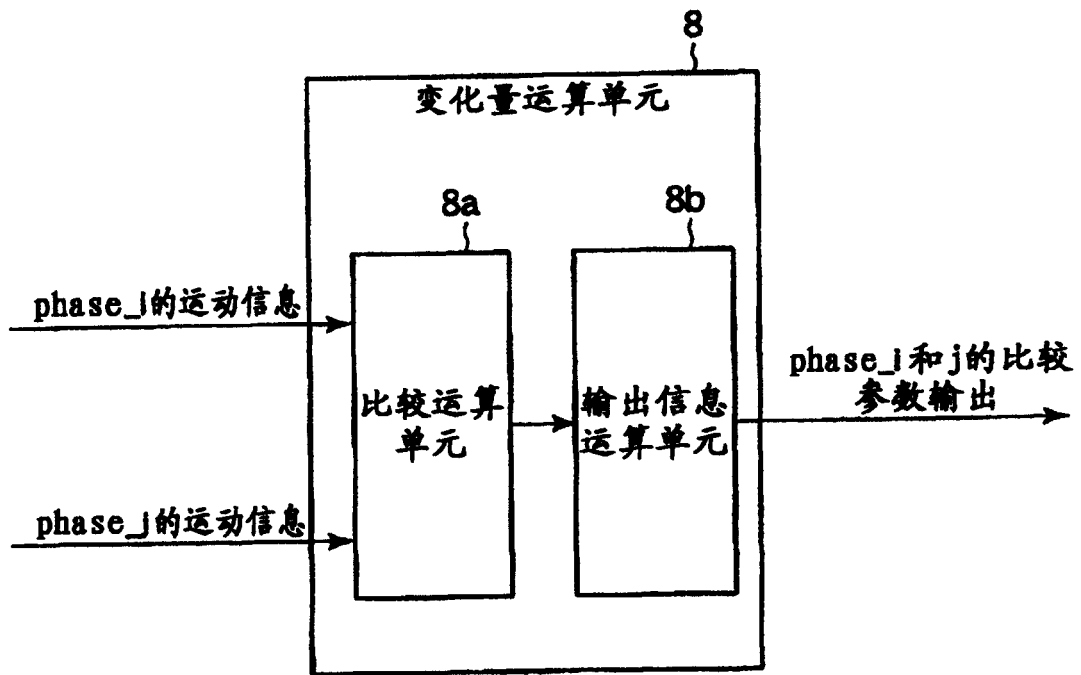 8
变化量运算单元
8a
8b
phase_i的运动信息
phase_j的运动信息
比较运算
单元
输出信息
运算单元
phase_i和j的比较
参数输出